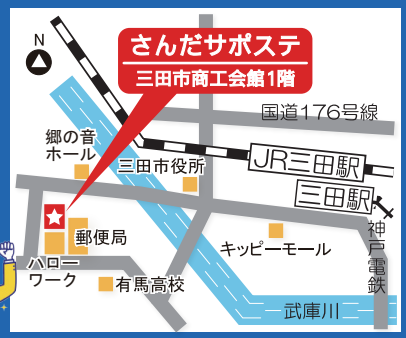 さんだサポステ
三田市商工会館1階
N
国道176号線
郷の音
ホール
三田市役所
JR三田駅
三田駅
神戸電鉄
郵便局
キッピーモール
ハロー
ワーク
有馬高校
武庫川